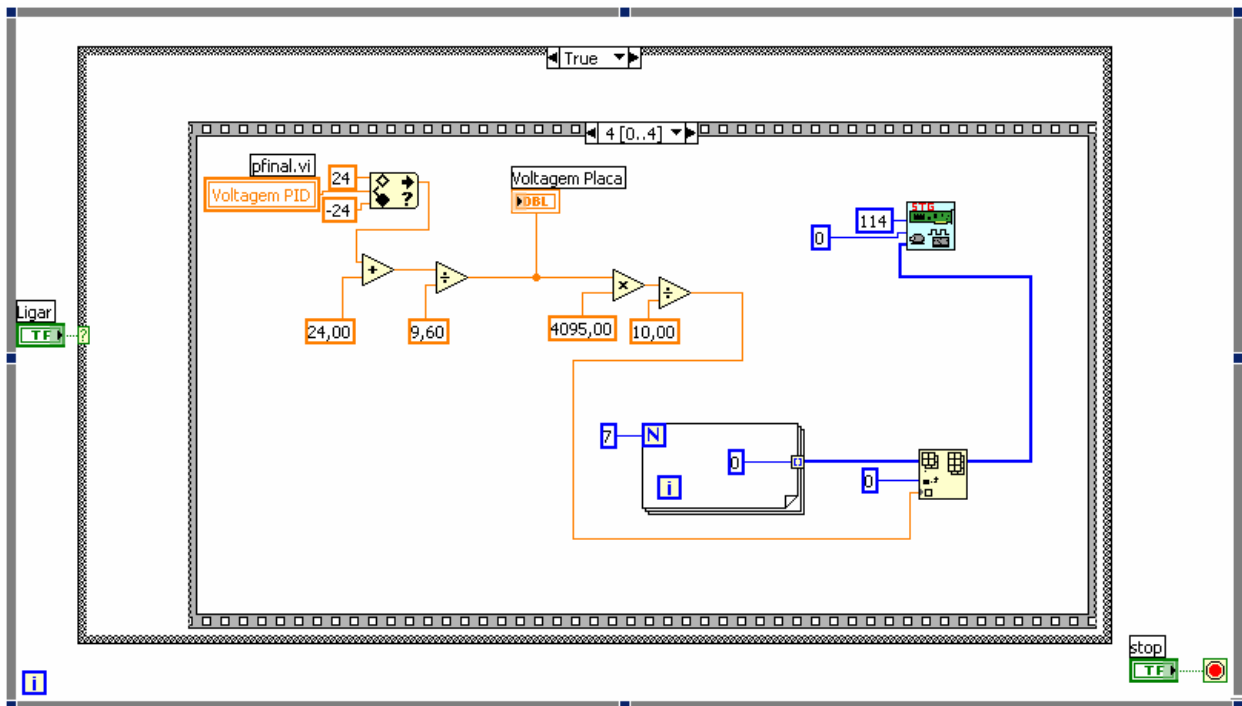 True
4 [0..4]
pfinal.vi
Voltagem PID
24
-24
?
Voltagem Placa
DBL
STG
114
0
+
÷
x
÷
24,00
9,60
4095,00
10,00
Ligar
TF
?
7
N
0
i
0
stop
TF
i